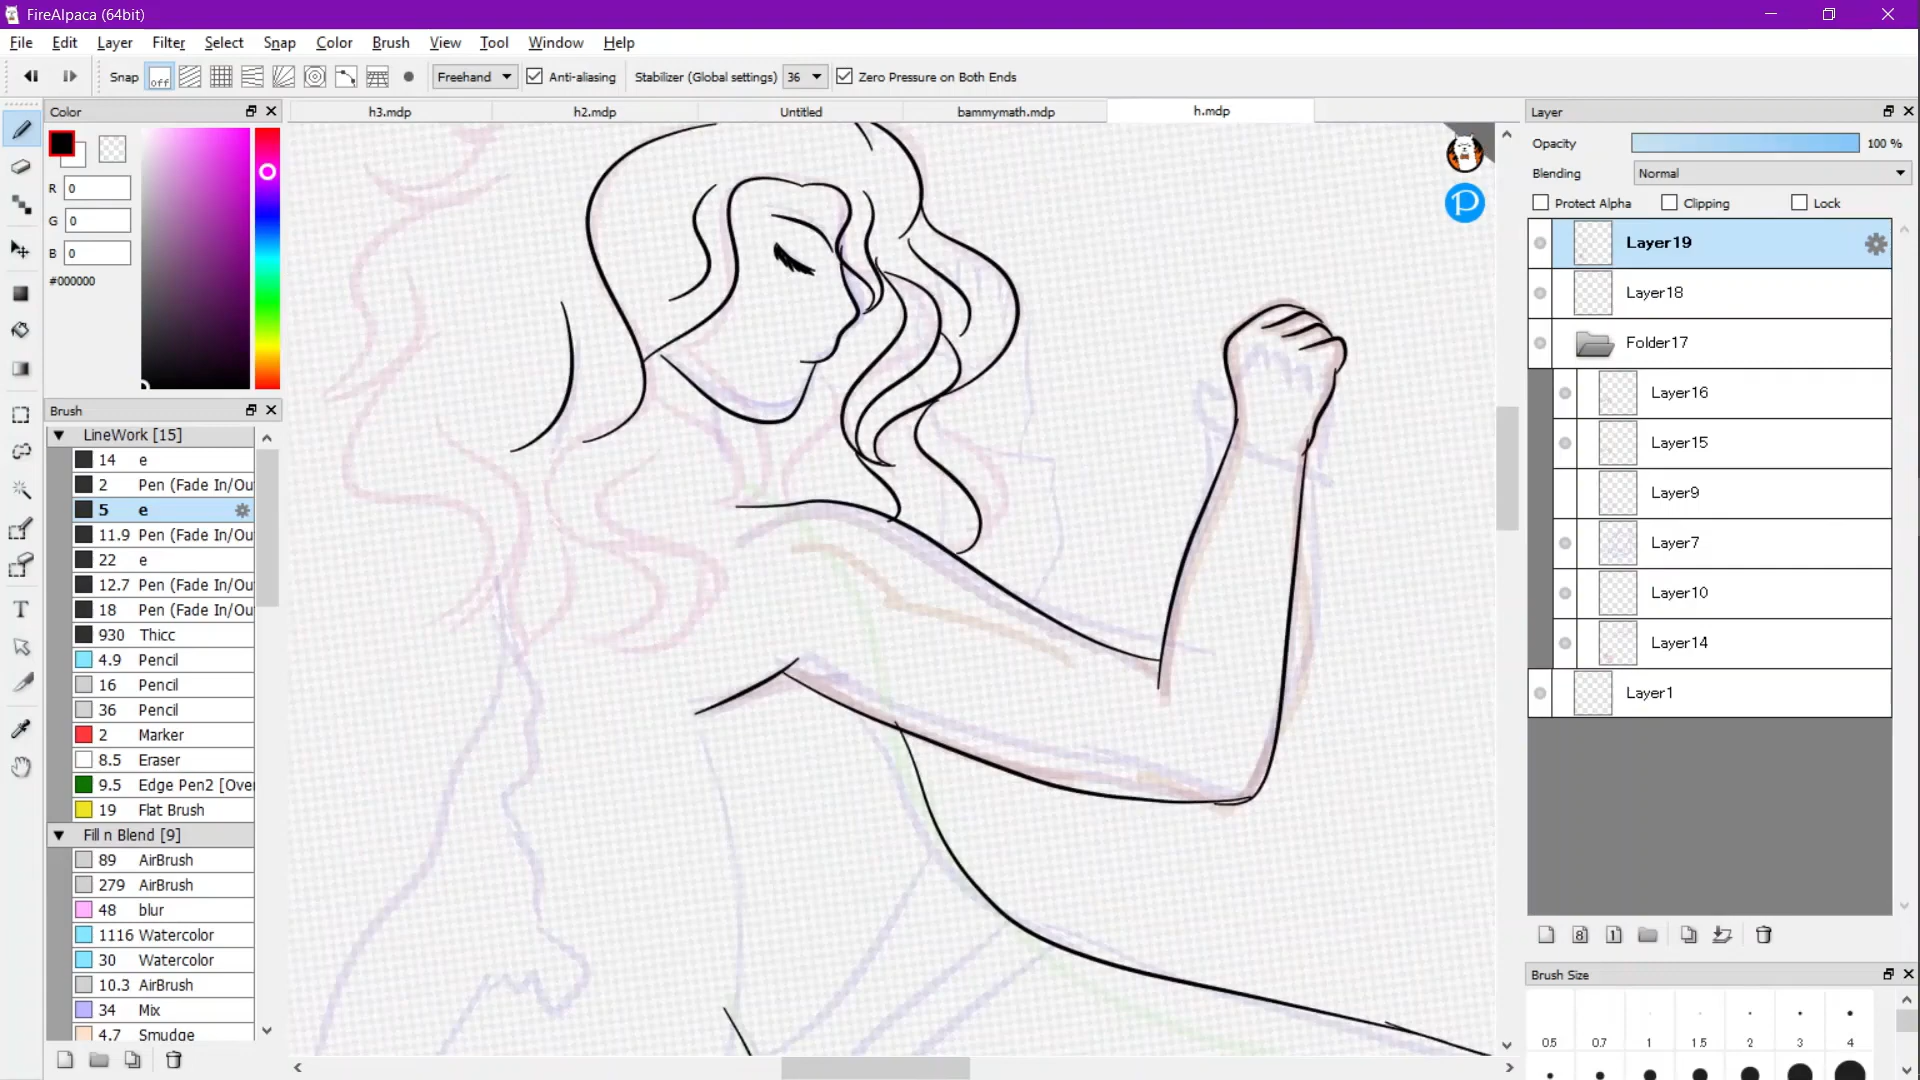 FireAlpaca (64bit)
File Edit Layer Filter Select Snap Color Brush View Tool Window Help
Snap off Freehand Anti-aliasing Stabilizer (Global settings) 36 Zero Pressure on Both Ends
Color
h3.mdp h2.mdp Untitled bammymath.mdp h.mdp
R 0
G 0
B 0
#000000
Brush
LineWork [15]
14 e
2 Pen (Fade In/Ou
5 e
11.9 Pen (Fade In/Ou
22 e
12.7 Pen (Fade In/Ou
18 Pen (Fade In/Ou
930 Thicc
4.9 Pencil
16 Pencil
36 Pencil
2 Marker
8.5 Eraser
9.5 Edge Pen2 [Ove
19 Flat Brush
Fill n Blend [9]
89 AirBrush
279 AirBrush
48 blur
1116 Watercolor
30 Watercolor
10.3 AirBrush
34 Mix
4.7 Smudge
P
Layer
Opacity 100 %
Blending Normal
Protect Alpha Clipping Lock
Layer19
Layer18
Folder17
Layer16
Layer15
Layer9
Layer7
Layer10
Layer14
Layer1
8 1
Brush Size
0.5 0.7 1 1.5 2 3 4